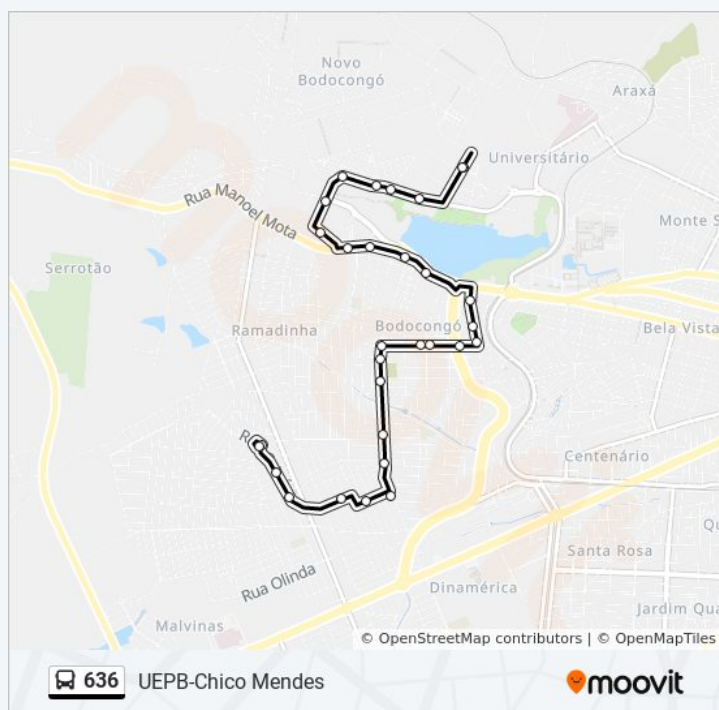 Novo
Bodocongó
Araxá
Universitário
Rua Manoel Mota
Monte S
Serrotão
Ramadinha
Bodocongó
Bela Vista
R
Centenário
Qu
Santa Rosa
Rua Olinda
Dinamérica
Jardim Qua
Malvinas
© OpenStreetMap contributors | © OpenMapTiles
636 UEPB-Chico Mendes
moovit